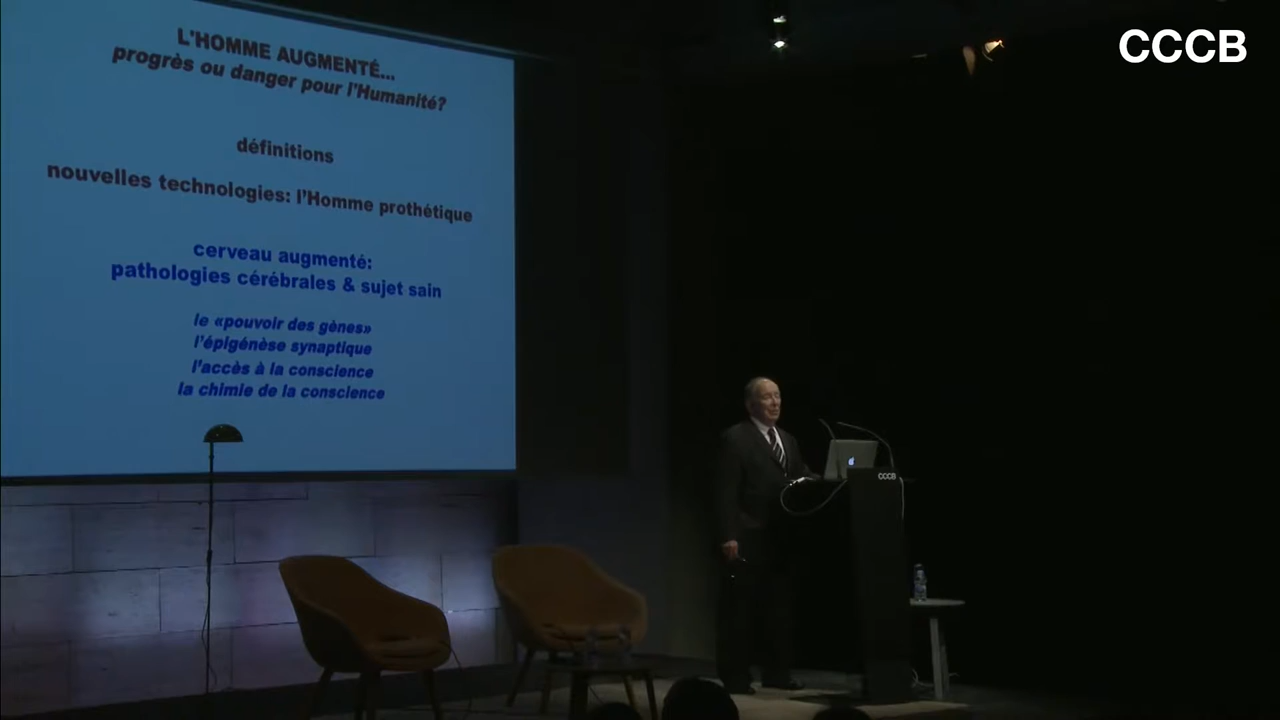 CCCB
L'HOMME AUGMENTÉ...
progrès ou danger pour l'Humanité?
définitions
nouvelles technologies: l'Homme prothétique
cerveau augmenté:
pathologies cérébrales & sujet sain
le «pouvoir des gènes»
l'épigénèse synaptique
l'accès à la conscience
la chimie de la conscience
CCCB